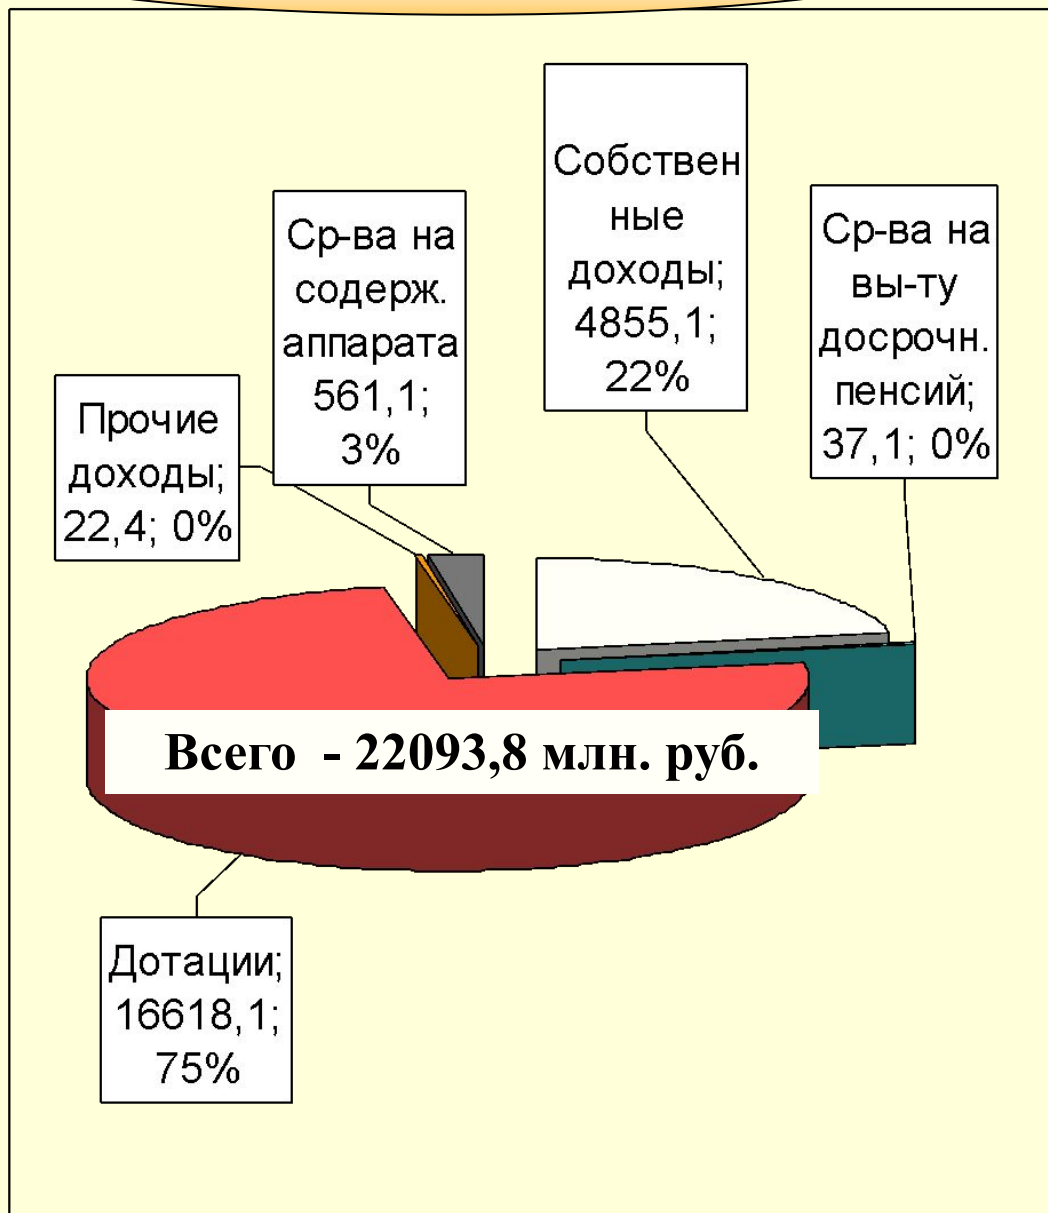 Собствен
ные
доходы;
4855,1;
22%
Ср-ва на
вы-ту
досрочн.
пенсий;
37,1; 0%
Ср-ва на
содерж.
аппарата
561,1;
3%
Прочие
доходы;
22,4; 0%
Всего - 22093,8 млн. руб.
Дотации;
16618,1;
75%